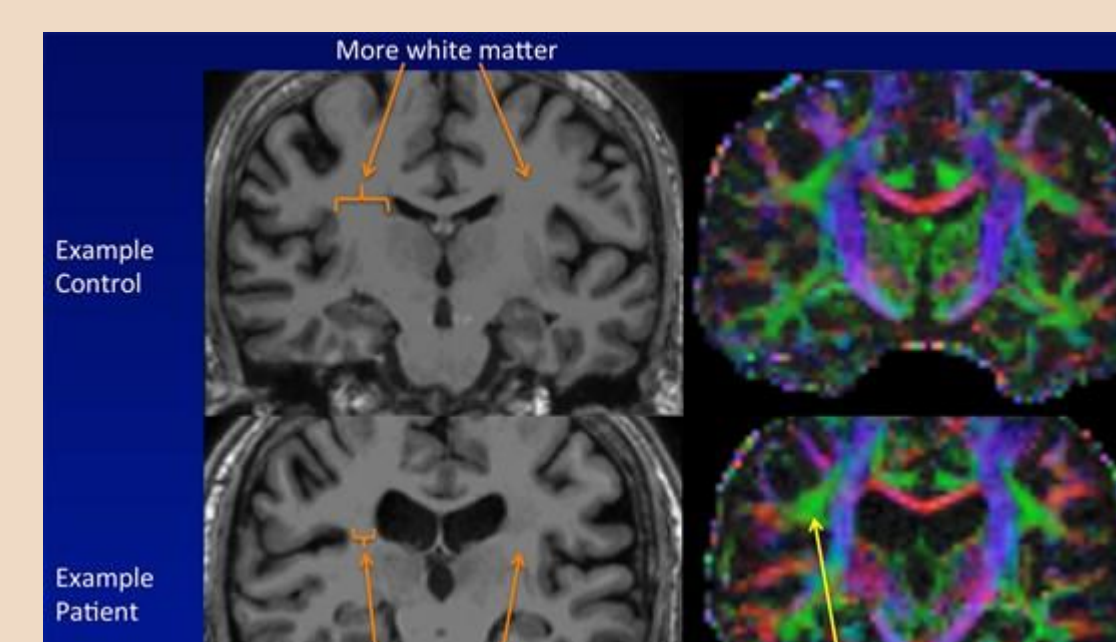 More white matter
Example
Control
Example
Patient